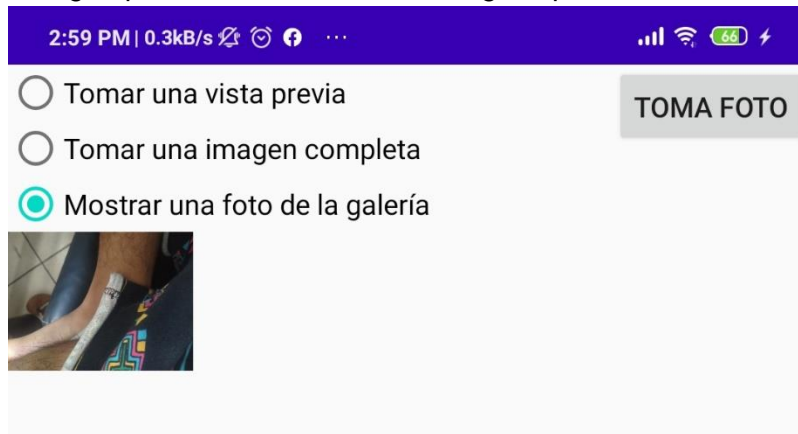 2:59 PM | 0.3kB/s 66
Tomar una vista previa
TOMA FOTO
Tomar una imagen completa
Mostrar una foto de la galería